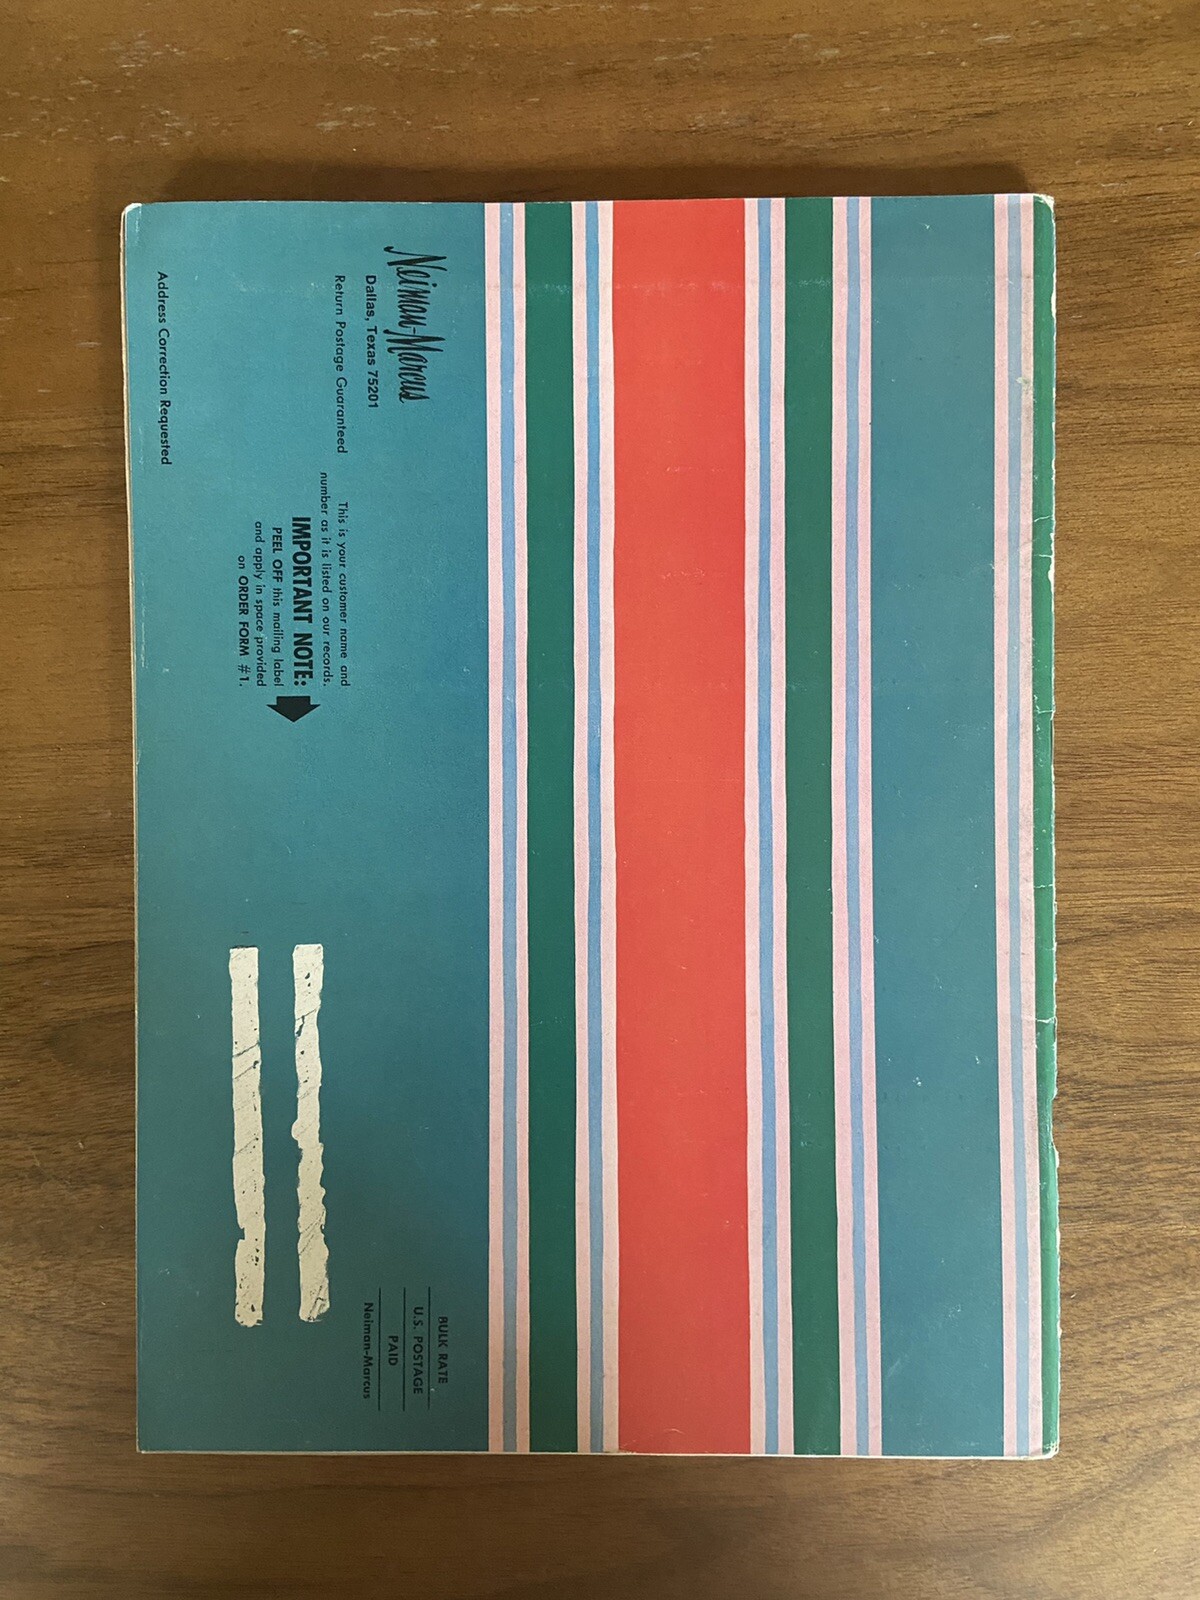 Neiman-Marcus
Dallas, Texas 75201
Return Postage Guaranteed
This is your customer name and
number as it is listed on our records.
IMPORTANT NOTE:
PEEL OFF this mailing label
and apply in space provided
on ORDER FORM #1.
Address Correction Requested
BULK RATE
U.S. POSTAGE
PAID
Neiman-Marcus